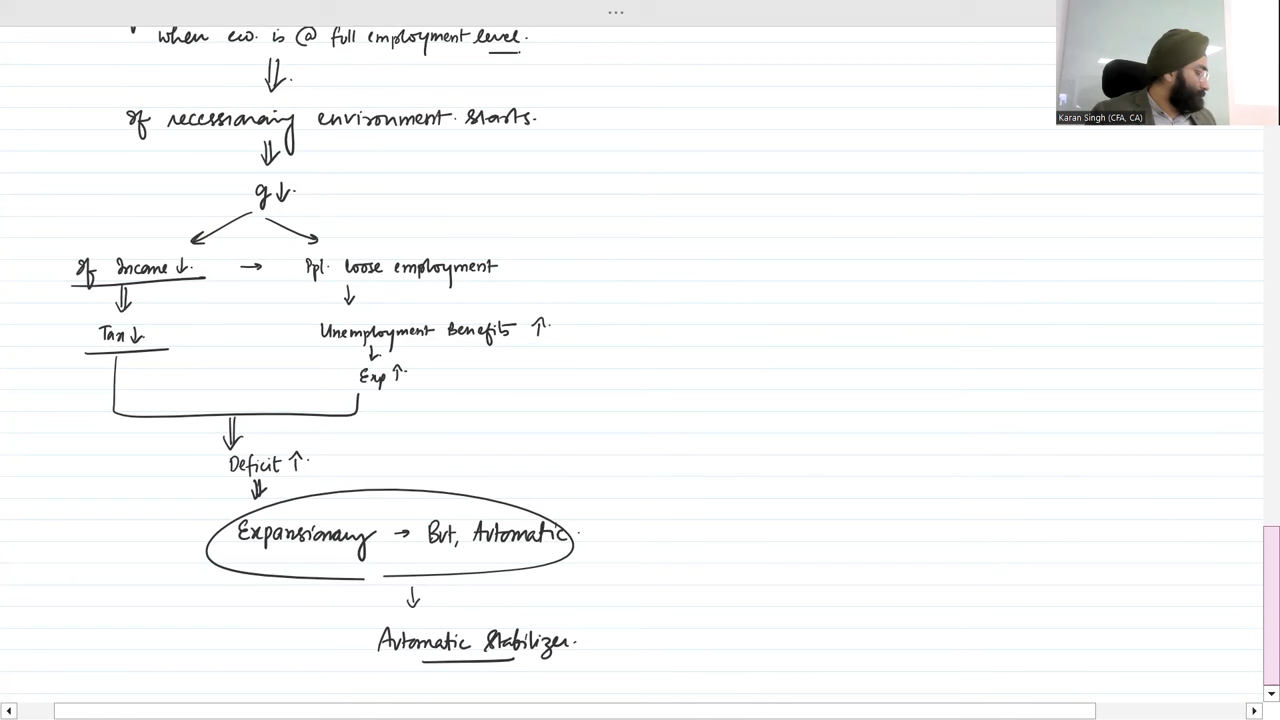 when eco. is @ full employment level.
⇓
If recessionary environment starts.
⇓
g↓.
If Income ↓. → Ppl. loose employment
⇓ ↓
Tax ↓ Unemployment Benefits ↑.
↓
Exp ↑.
⇓
Deficit ↑.
⇓
Expansionary → But, Automatic.
↓
Automatic Stabilizer.
Karan Singh (CFA, CA)